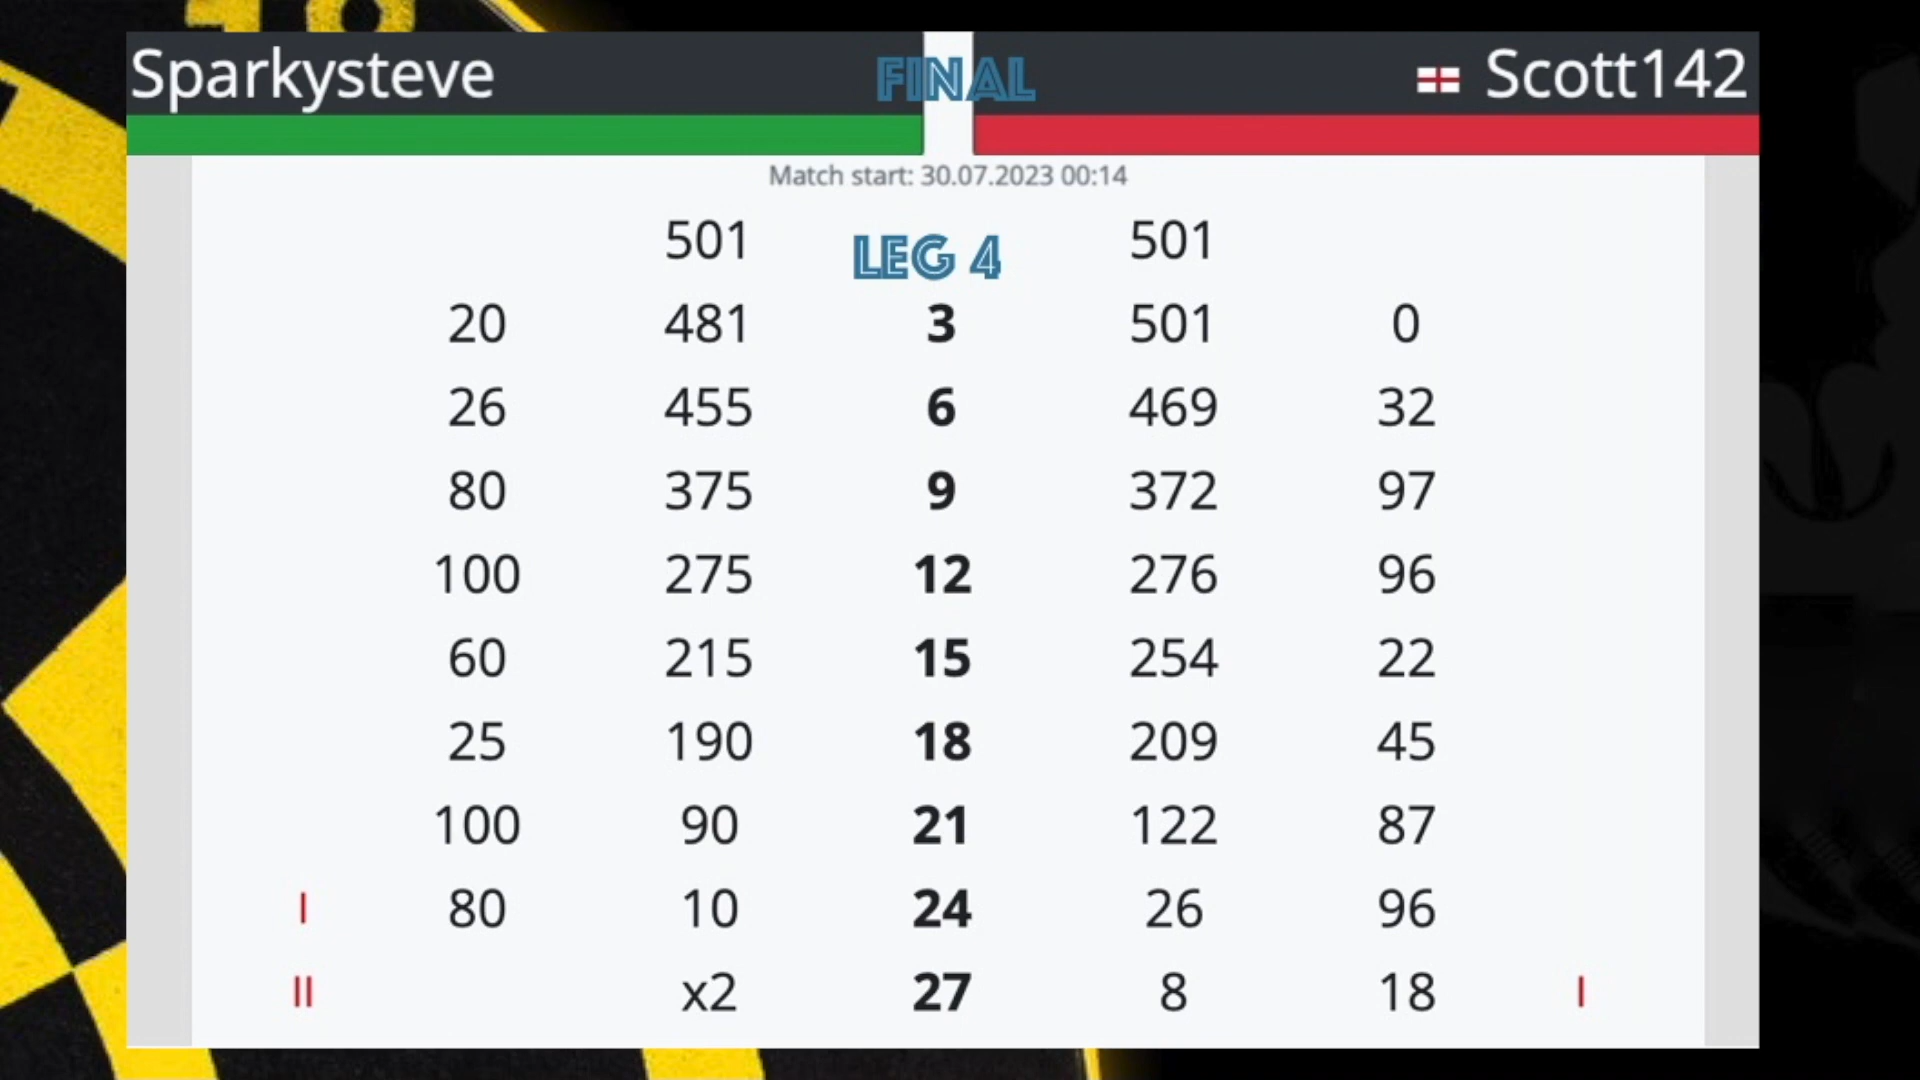 Sparkysteve FINAL Scott142
Match start: 30.07.2023 00:14
501 LEG 4 501
20 481 3 501 0
26 455 6 469 32
80 375 9 372 97
100 275 12 276 96
60 215 15 254 22
25 190 18 209 45
100 90 21 122 87
I 80 10 24 26 96
II x2 27 8 18 I